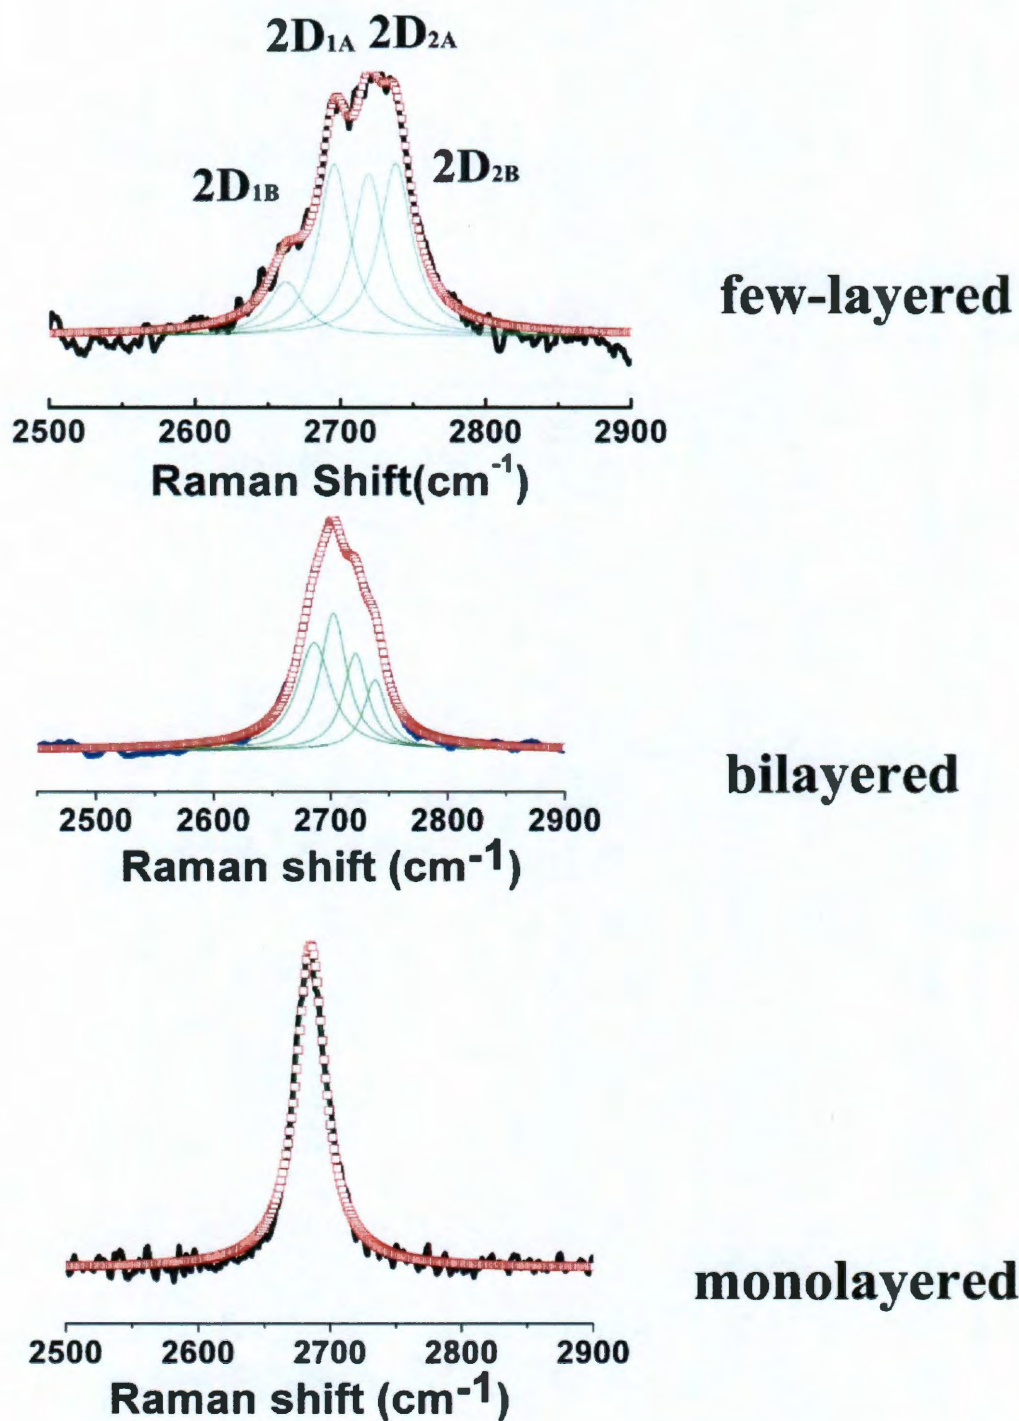 2D1A 2D2A
2D1B
2D2B
few-layered
2500 2600 2700 2800 2900
Raman Shift(cm-1)
bilayered
2500 2600 2700 2800 2900
Raman shift (cm-1)
monolayered
2500 2600 2700 2800 2900
Raman shift (cm-1)